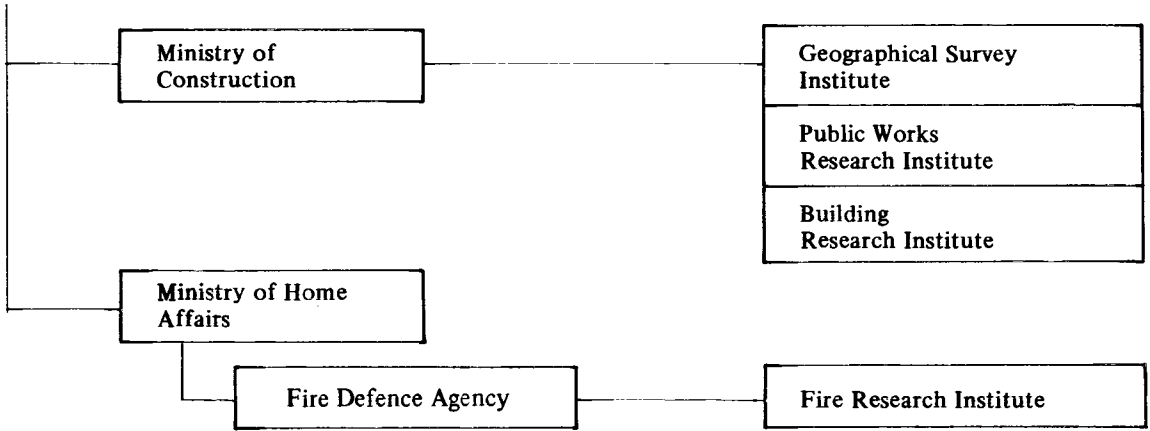 Ministry of
Construction
Geographical Survey
Institute
Public Works
Research Institute
Building
Research Institute
Ministry of Home
Affairs
Fire Defence Agency
Fire Research Institute